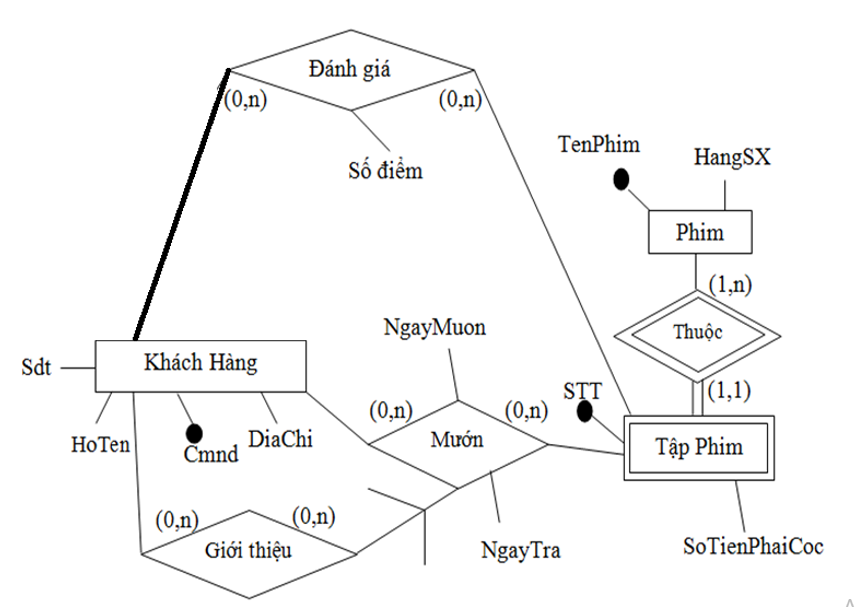 Đánh giá
(0,n)
(0,n)
Số điểm
TenPhim
HangSX
Phim
(1,n)
Thuộc
(1,1)
NgayMuon
Sdt
Khách Hàng
HoTen
Cmnd
DiaChi
(0,n)
(0,n)
Mướn
STT
Tập Phim
(0,n)
(0,n)
Giới thiệu
NgayTra
SoTienPhaiCoc